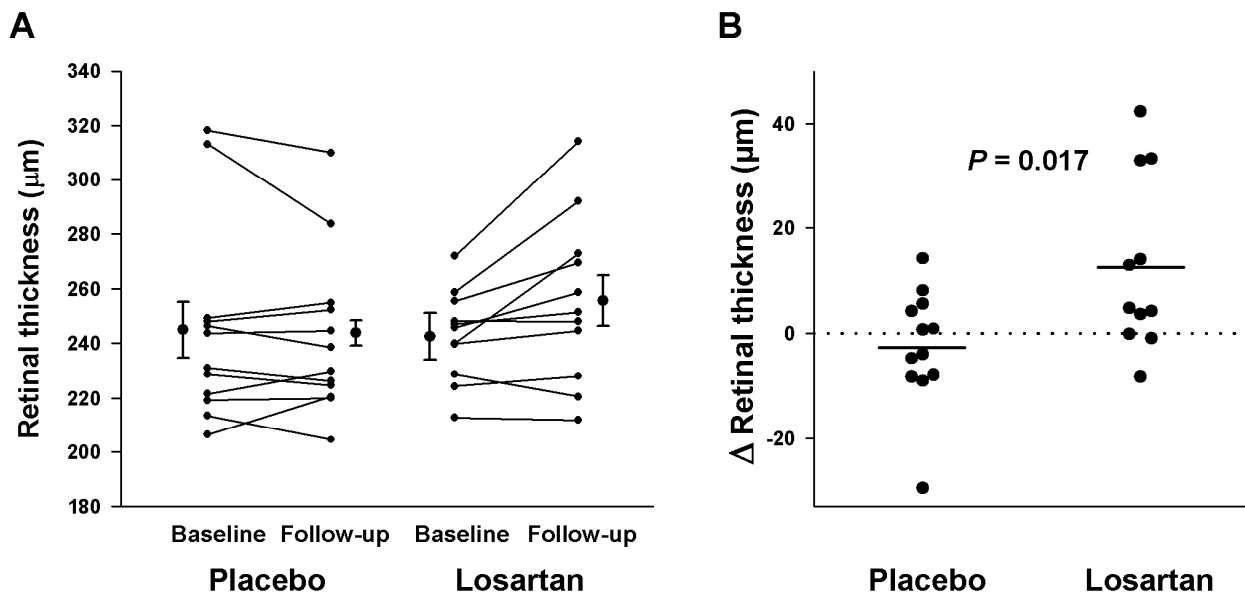 A
Retinal thickness (μm)
340
320
300
280
260
240
220
200
180
Baseline Follow-up Baseline Follow-up
Placebo Losartan
B
Δ Retinal thickness (μm)
40
20
0
-20
P = 0.017
Placebo Losartan